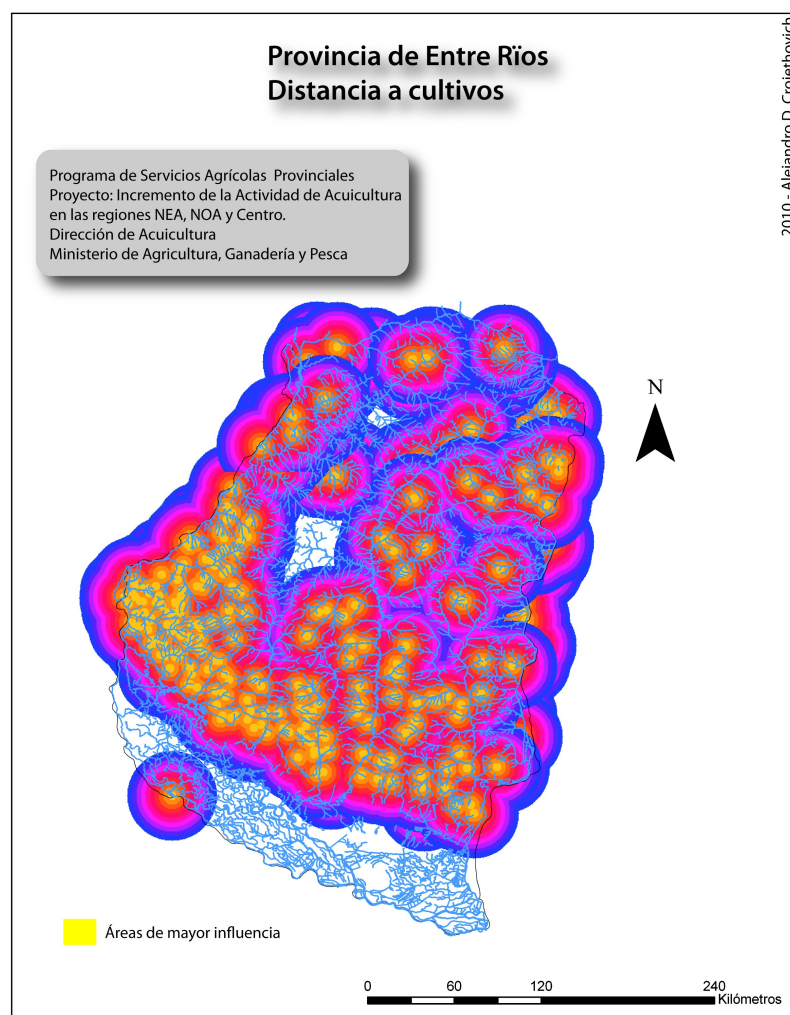 Provincia de Entre Rïos
Distancia a cultivos
2010 - Alejandro D. Crojethovich
Programa de Servicios Agrícolas Provinciales
Proyecto: Incremento de la Actividad de Acuicultura
en las regiones NEA, NOA y Centro.
Dirección de Acuicultura
Ministerio de Agricultura, Ganadería y Pesca
N
Áreas de mayor influencia
0 60 120 240
Kilómetros